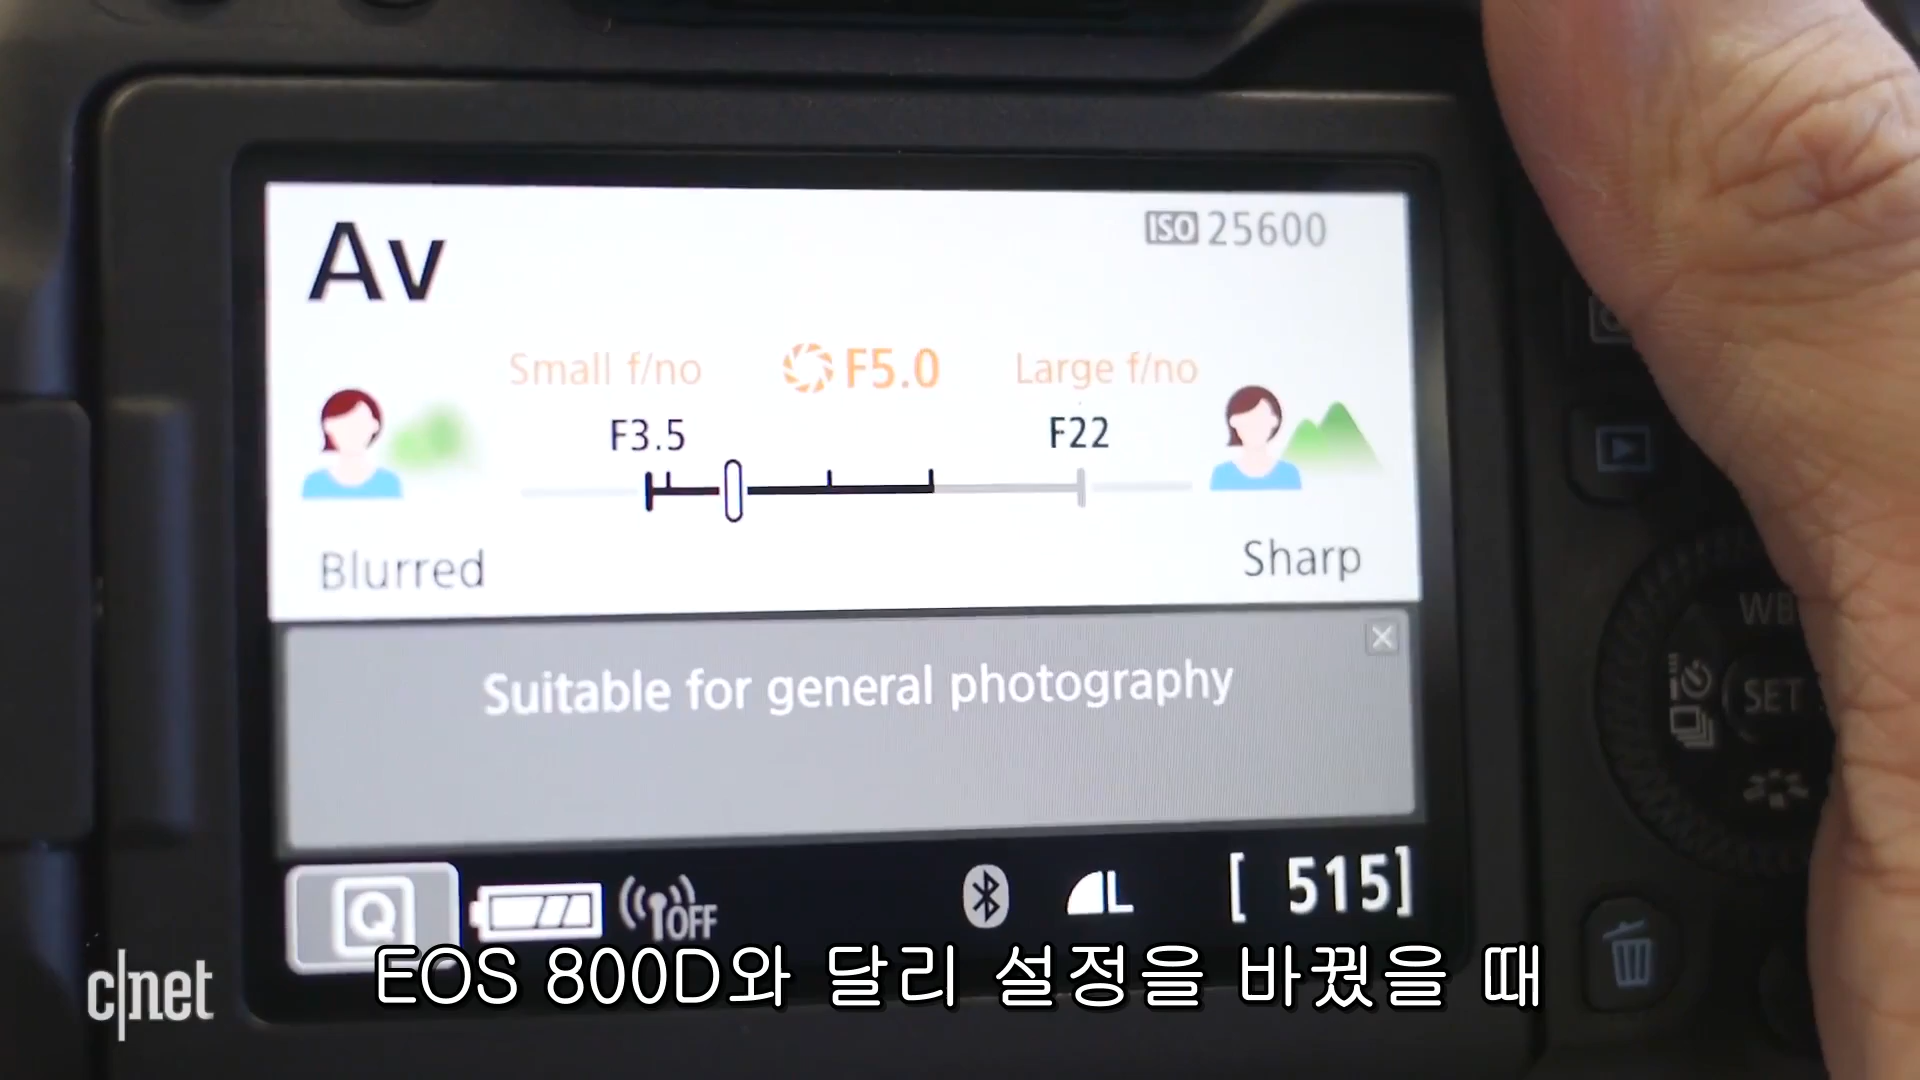 Av
ISO 25600
Small f/no F5.0 Large f/no
F3.5 F22
Blurred Sharp
Suitable for general photography
Q OFF L [ 515]
WB
SET
c|net
EOS 800D와 달리 설정을 바꿨을 때